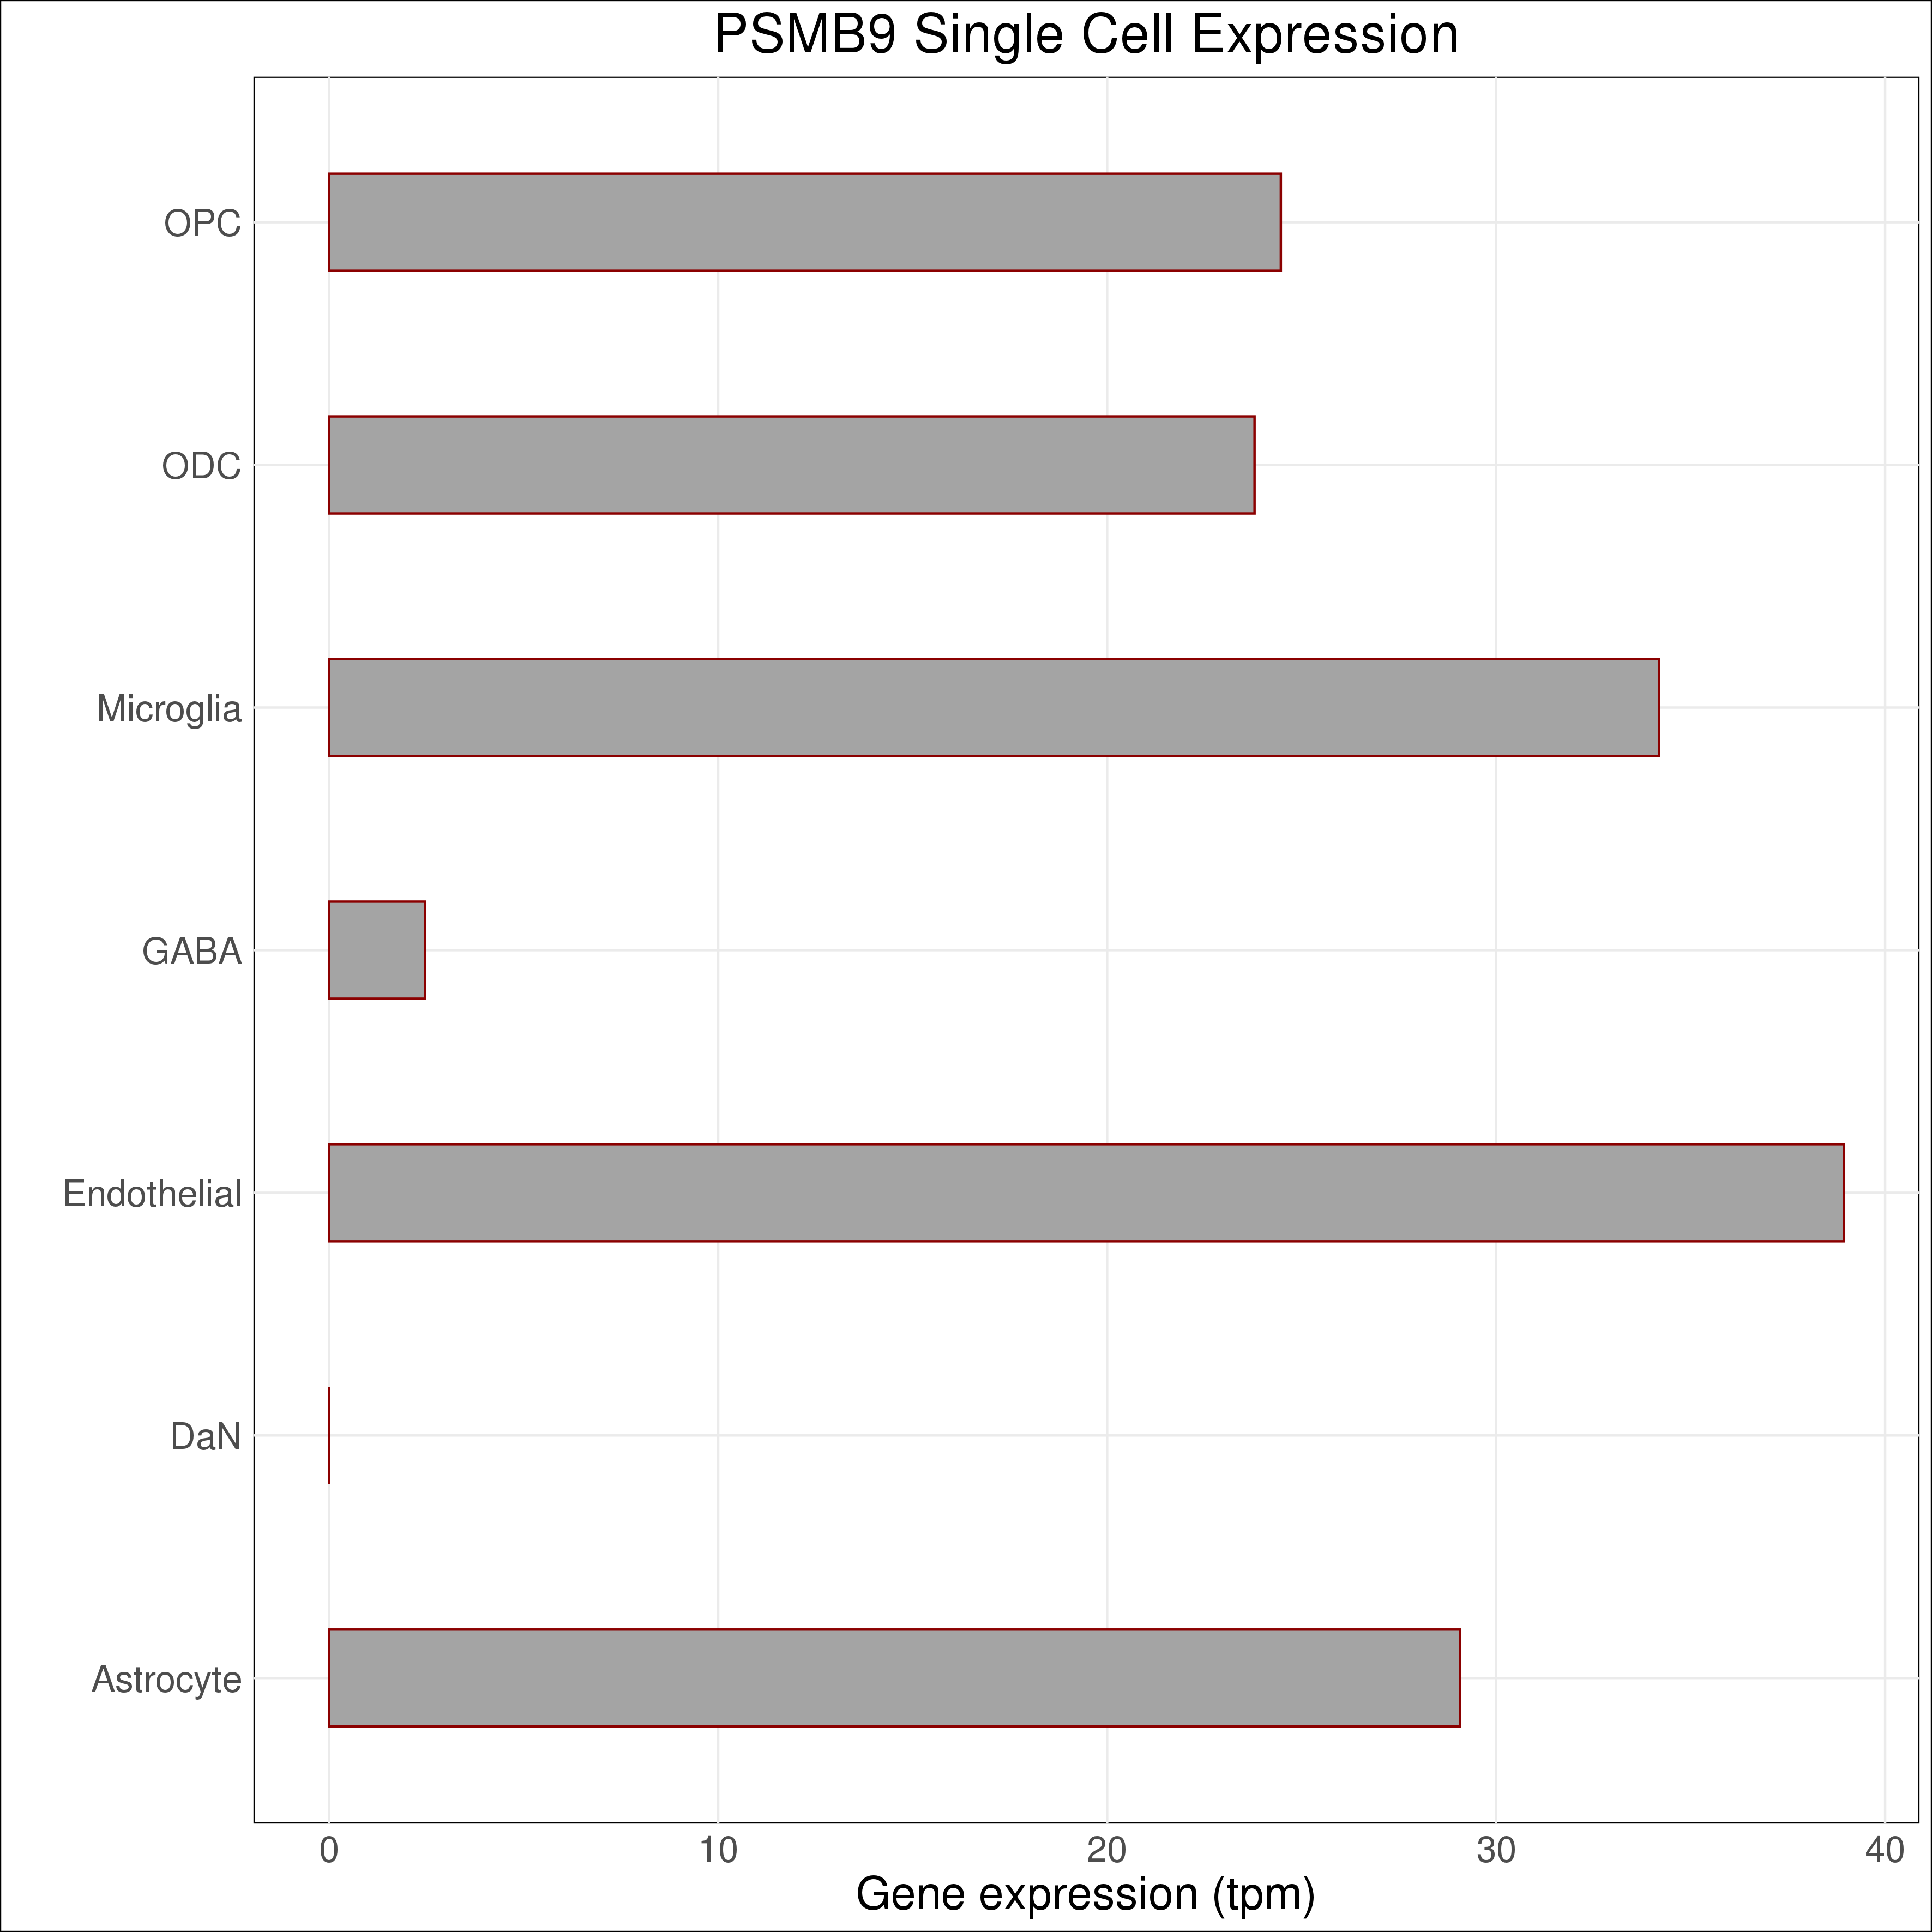 PSMB9 Single Cell Expression
OPC
ODC
Microglia
GABA
Endothelial
DaN
Astrocyte
0 10 20 30 40
Gene expression (tpm)